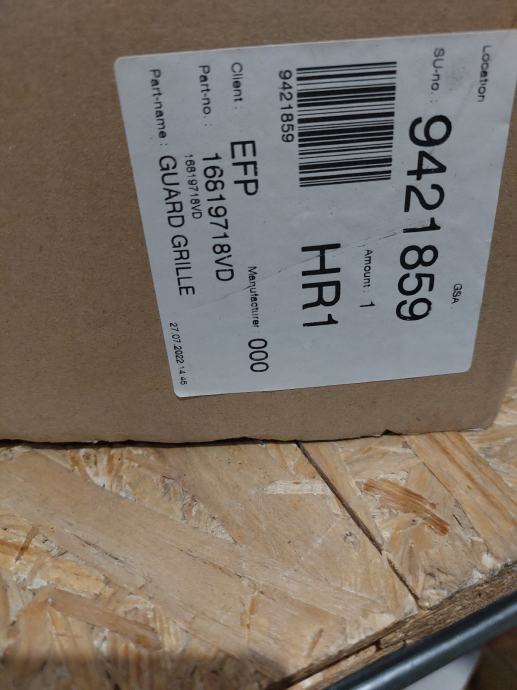 Location
GSA
SU-no.: 9421859
Amount: 1
9421859
HR1
Client: EFP
Manufacturer 000
Part-no.: 16819718VD
16819718VD
Part-name: GUARD GRILLE
27.07.2022 14:46